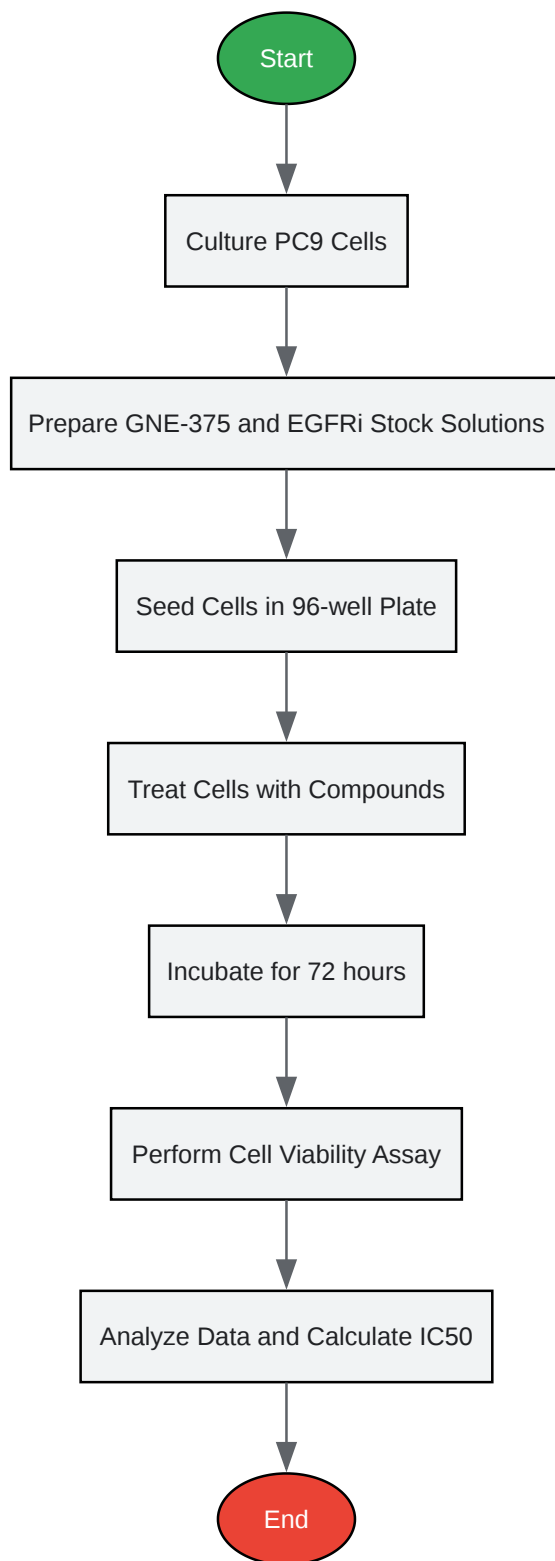 Start
Culture PC9 Cells
Prepare GNE-375 and EGFRi Stock Solutions
Seed Cells in 96-well Plate
Treat Cells with Compounds
Incubate for 72 hours
Perform Cell Viability Assay
Analyze Data and Calculate IC50
End